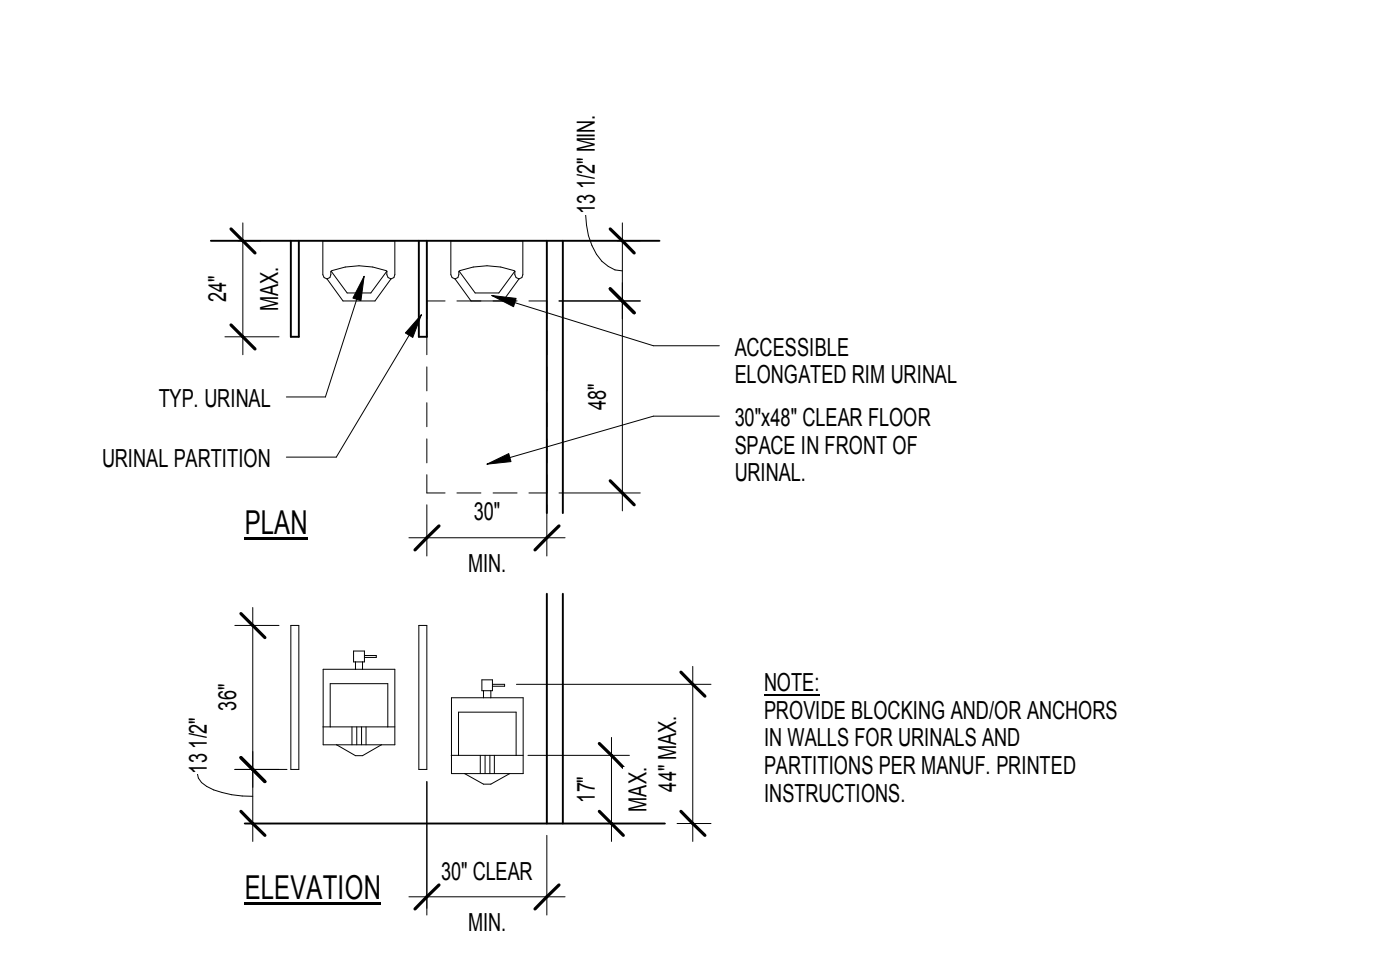 13 1/2" MIN.
24"
MAX.
TYP. URINAL
URINAL PARTITION
ACCESSIBLE
ELONGATED RIM URINAL
48"
30"x48" CLEAR FLOOR
SPACE IN FRONT OF
URINAL.
30"
MIN.
PLAN
36"
13 1/2"
17"
MAX.
44" MAX.
30" CLEAR
MIN.
ELEVATION
NOTE:
PROVIDE BLOCKING AND/OR ANCHORS
IN WALLS FOR URINALS AND
PARTITIONS PER MANUF. PRINTED
INSTRUCTIONS.